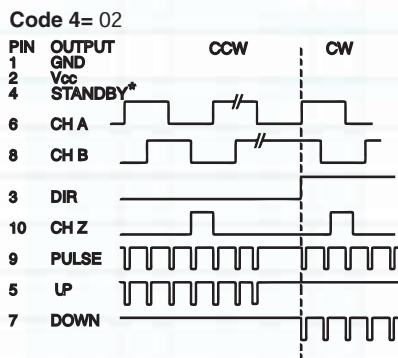 Code 4= 02
PIN OUTPUT CCW CW
1 GND
2 Vcc
4 STANDBY*
6 CH A
8 CH B
3 DIR
10 CH Z
9 PULSE
5 UP
7 DOWN